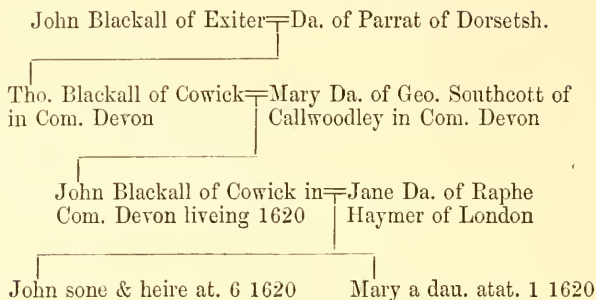 John Blackall of Exiter=Da. of Parrat of Dorsetsh.
Tho. Blackall of Cowick=Mary Da. of Geo. Southcott of
in Com. Devon Callwoodley in Com. Devon
John Blackall of Cowick in=Jane Da. of Raphe
Com. Devon liveing 1620 Haymer of London
John sone & heire at. 6 1620 Mary a dau. atat. 1 1620